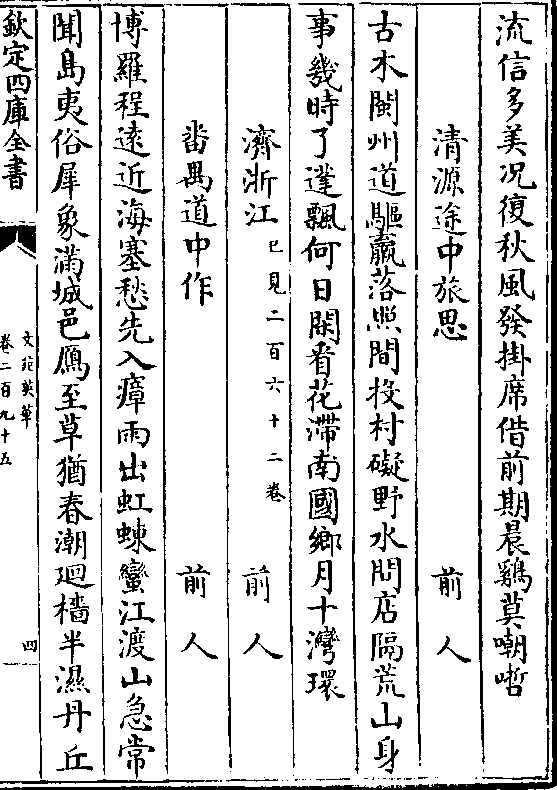 流信多美况復秋風發掛席借前期晨鷄莫嘲哳
清源途中旅思 前人
古木閩州道驅羸落照間投村礙野水問店隔荒山身
事幾時了蓬飄何日閑看花滯南國鄉月十灣環
濟浙江 已見二百六十二卷 前人
番禺道中作 前人
博羅程遠近海塞愁先入瘴雨出虹蝀蠻江渡山急常
聞島夷俗犀象滿城邑鴈至草猶春潮迴檣半濕丹丘
欽定四庫全書
文苑英華
卷二百九十五
四